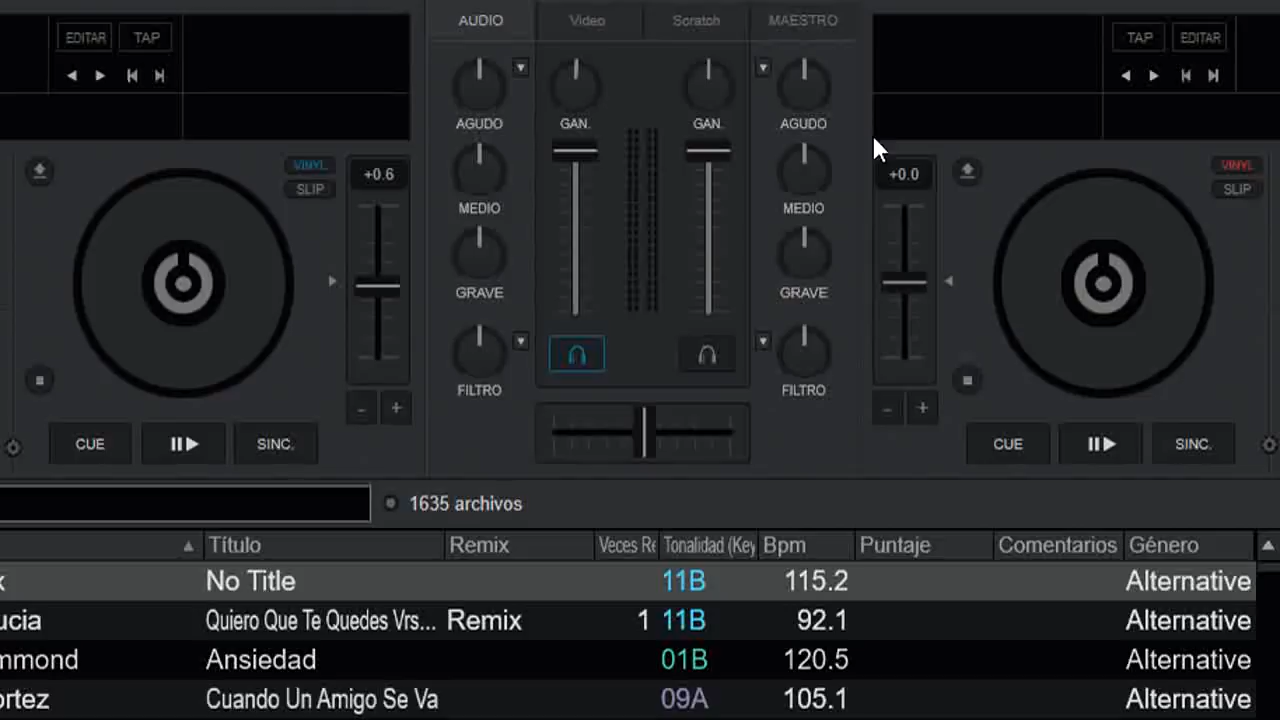 AUDIO Video Scratch MAESTRO
EDITAR TAP
TAP EDITAR
AGUDO GAN. GAN. AGUDO
VINYL
SLIP
+0.6
+0.0
VINYL
SLIP
MEDIO MEDIO
GRAVE GRAVE
FILTRO FILTRO
- +
- +
CUE SINC.
CUE SINC.
1635 archivos
Título Remix Veces Re Tonalidad (Key Bpm Puntaje Comentarios Género
x No Title 11B 115.2 Alternative
ucia Quiero Que Te Quedes Vrs... Remix 1 11B 92.1 Alternative
mmond Ansiedad 01B 120.5 Alternative
ortez Cuando Un Amigo Se Va 09A 105.1 Alternative